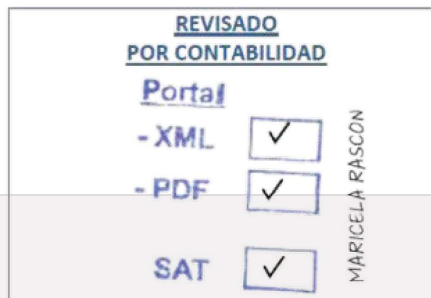 REVISADO
POR CONTABILIDAD
Portal
- XML ✓
- PDF ✓
SAT ✓
MARICELA RASCON